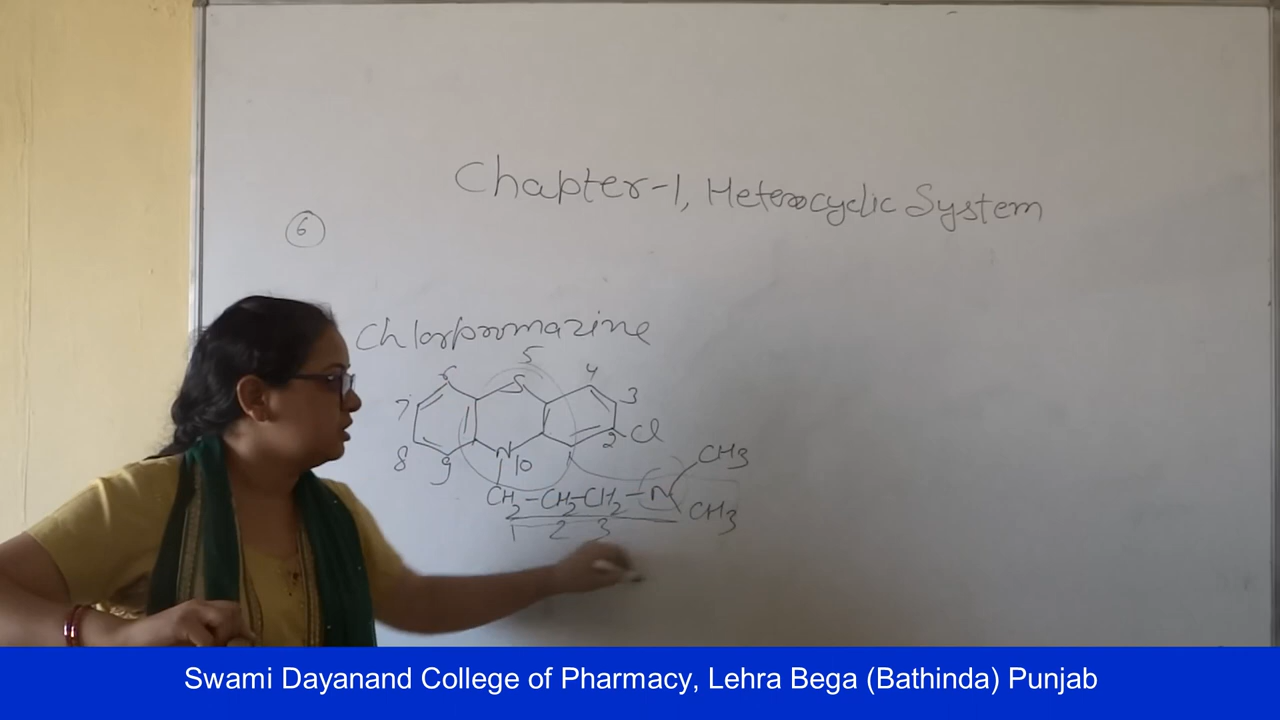 Chapter-1, Heterocyclic System
6
Chlorpromazine
5
6 S 4
7 3
2 Cl
8 9 N 10
CH3
CH2-CH2-CH2-N
CH3
1 2 3
Swami Dayanand College of Pharmacy, Lehra Bega (Bathinda) Punjab